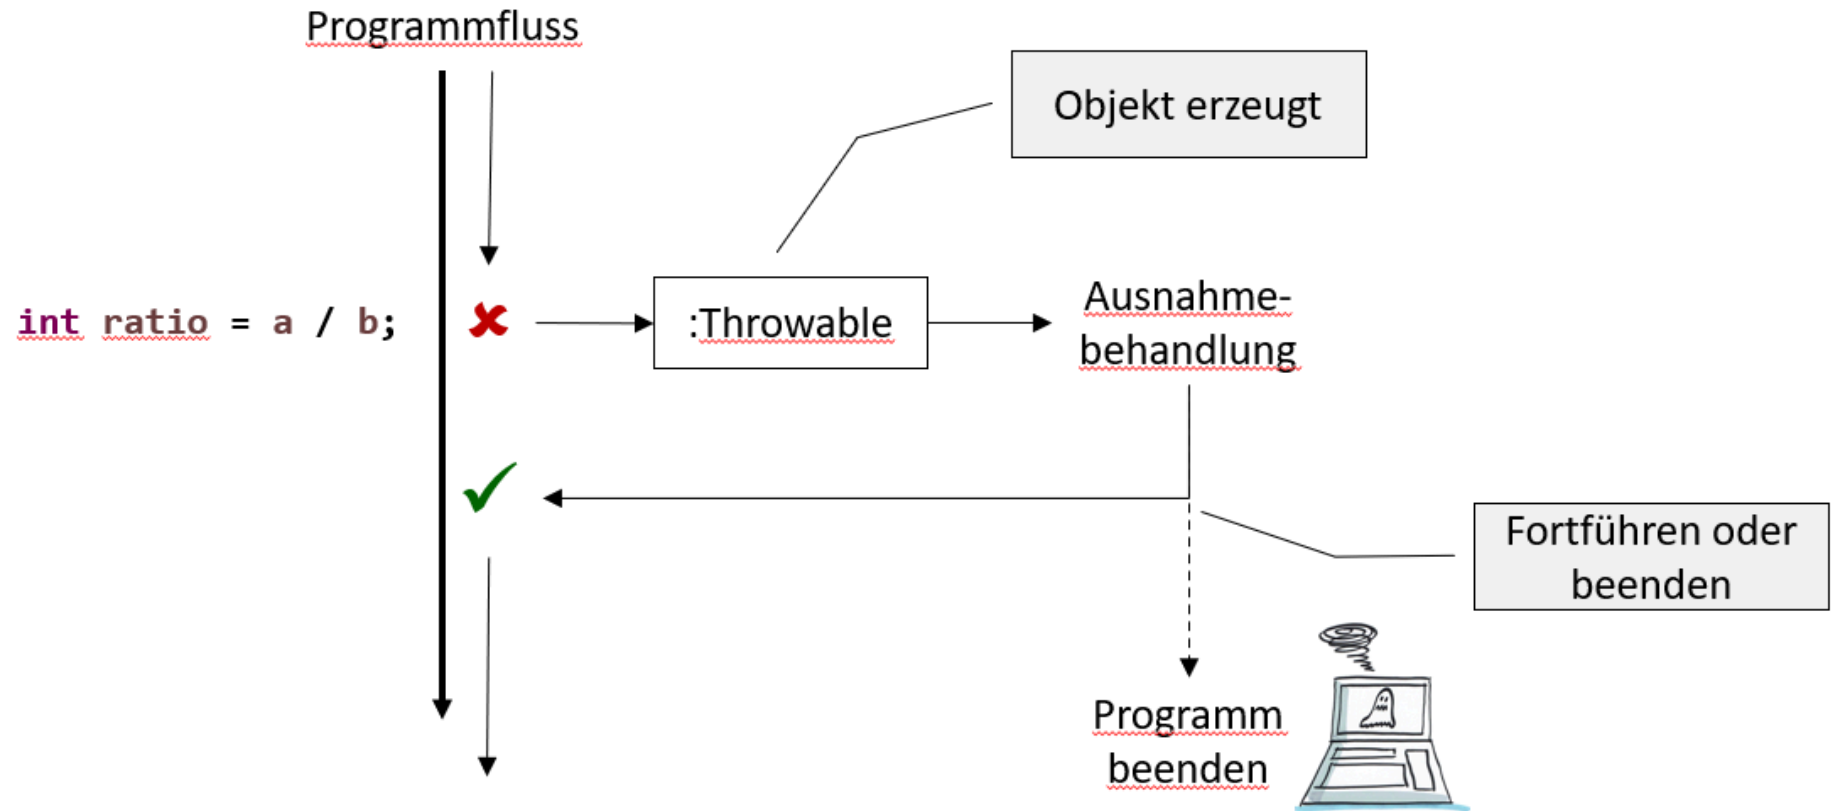 Programmfluss
Objekt erzeugt
int ratio = a / b;
:Throwable
Ausnahme-
behandlung
Fortführen oder
beenden
Programm
beenden